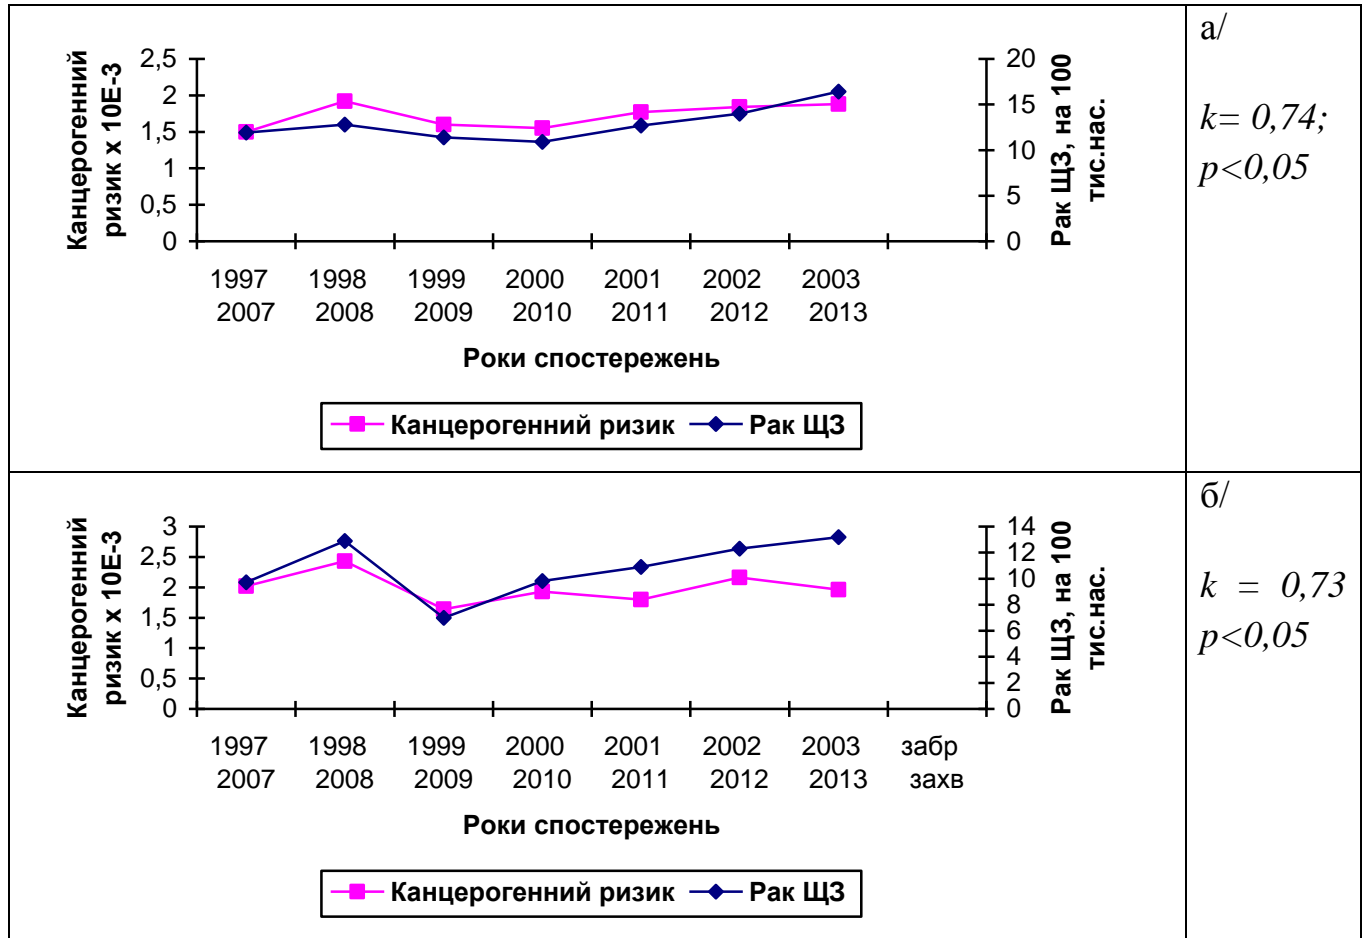 Канцерогенний
ризик х 10Е-3
2,5
2
1,5
1
0,5
0
20
15
10
5
0
Рак ЩЗ, на 100
тис.нас.
1997 1998 1999 2000 2001 2002 2003
2007 2008 2009 2010 2011 2012 2013
Роки спостережень
Канцерогенний ризик Рак ЩЗ
а/
k= 0,74;
p<0,05
Канцерогенний
ризик х 10Е-3
3
2,5
2
1,5
1
0,5
0
14
12
10
8
6
4
2
0
Рак ЩЗ, на 100
тис.нас.
1997 1998 1999 2000 2001 2002 2003 забр
2007 2008 2009 2010 2011 2012 2013 захв
Роки спостережень
Канцерогенний ризик Рак ЩЗ
б/
k = 0,73
p<0,05